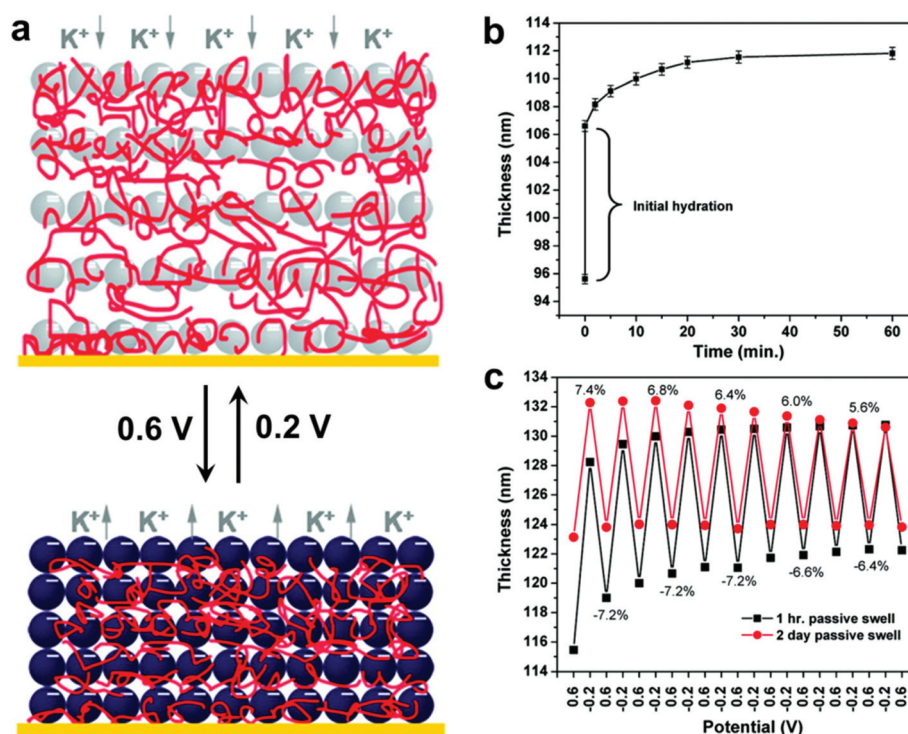 a
K⁺ K⁺ K⁺ K⁺ K⁺
0.6 V 0.2 V
K⁺ K⁺ K⁺ K⁺ K⁺
b
Thickness (nm)
114
112
110
108
106
104
102
100
98
96
94
Initial hydration
0 10 20 30 40 50 60
Time (min.)
c
Thickness (nm)
134
132
130
128
126
124
122
120
118
116
114
7.4% 6.8% 6.4% 6.0% 5.6%
-7.2% -7.2% -7.2% -6.6% -6.4%
1 hr. passive swell
2 day passive swell
0.6 -0.2 0.6 -0.2 0.6 -0.2 0.6 -0.2 0.6 -0.2 0.6 -0.2 0.6 -0.2 0.6 -0.2 0.6 -0.2 0.6 -0.2 0.6
Potential (V)